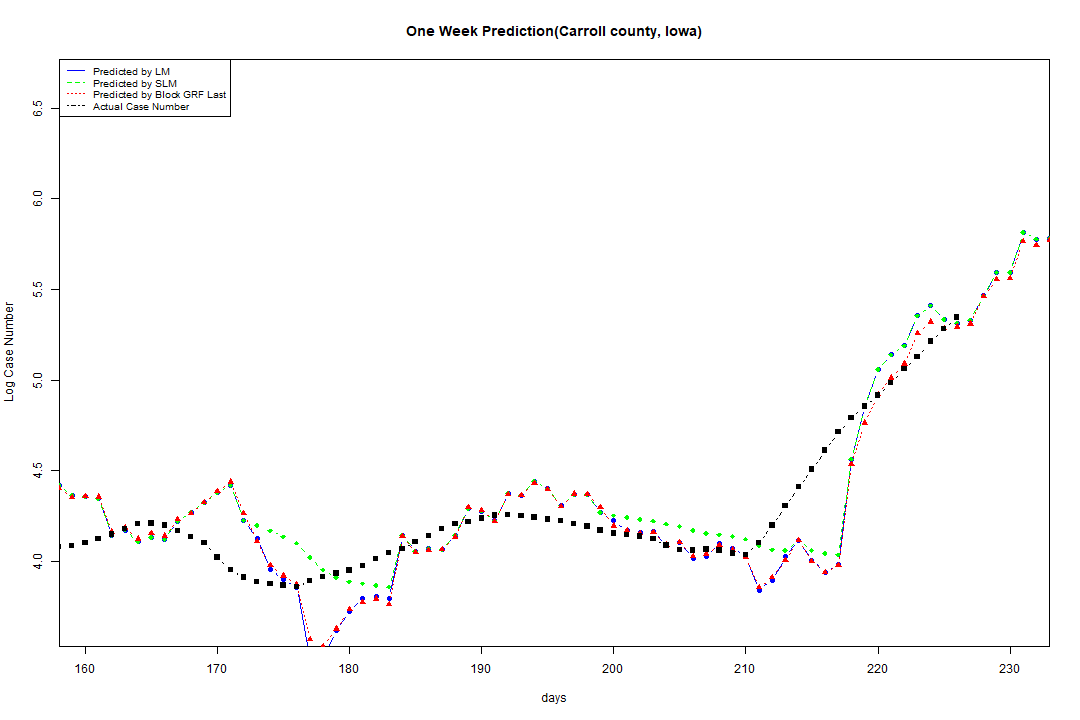 One Week Prediction(Carroll county, Iowa)
Predicted by LM
Predicted by SLM
Predicted by Block GRF Last
Actual Case Number
6.5
6.0
5.5
5.0
4.5
4.0
Log Case Number
160 170 180 190 200 210 220 230
days